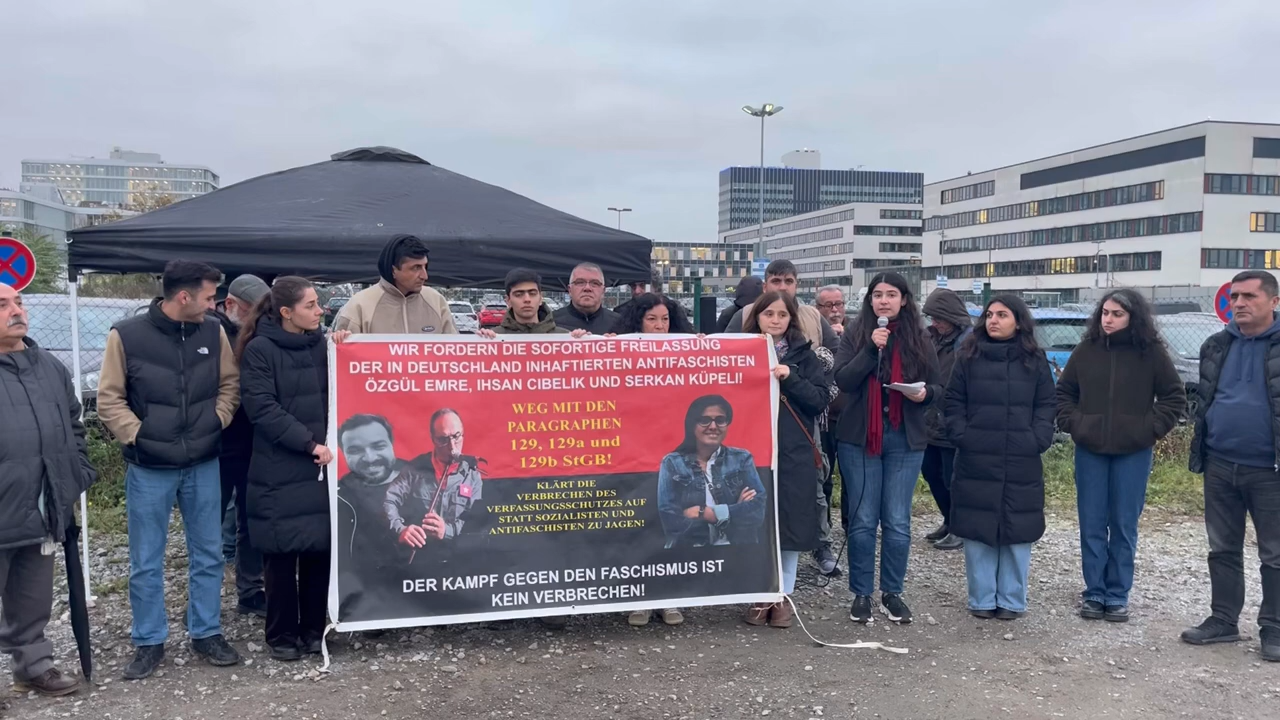 WIR FORDERN DIE SOFORTIGE FREILASSUNG
DER IN DEUTSCHLAND INHAFTIERTEN ANTIFASCHISTEN
ÖZGÜL EMRE, IHSAN CIBELIK UND SERKAN KÜPELI!
WEG MIT DEN
PARAGRAPHEN
129, 129a und
129b StGB!
KLÄRT DIE
VERBRECHEN DES
VERFASSUNGSSCHUTZES AUF
STATT SOZIALISTEN UND
ANTIFASCHISTEN ZU JAGEN!
DER KAMPF GEGEN DEN FASCHISMUS IST
KEIN VERBRECHEN!